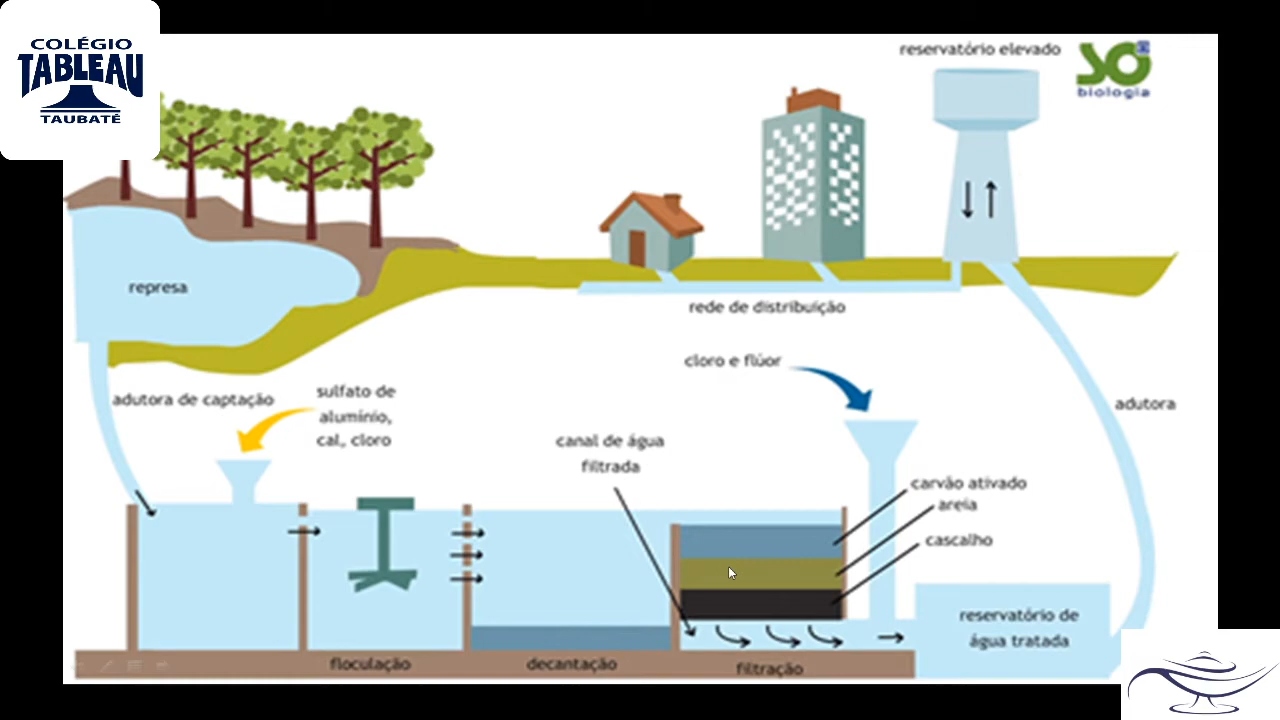 COLÉGIO
TABLEAU
TAUBATÉ
reservatório elevado
SÓ
biologia
represa
rede de distribuição
cloro e flúor
adutora de captação
sulfato de
alumínio,
cal, cloro
adutora
canal de água
filtrada
carvão ativado
areia
cascalho
reservatório de
água tratada
floculação
decantação
filtração